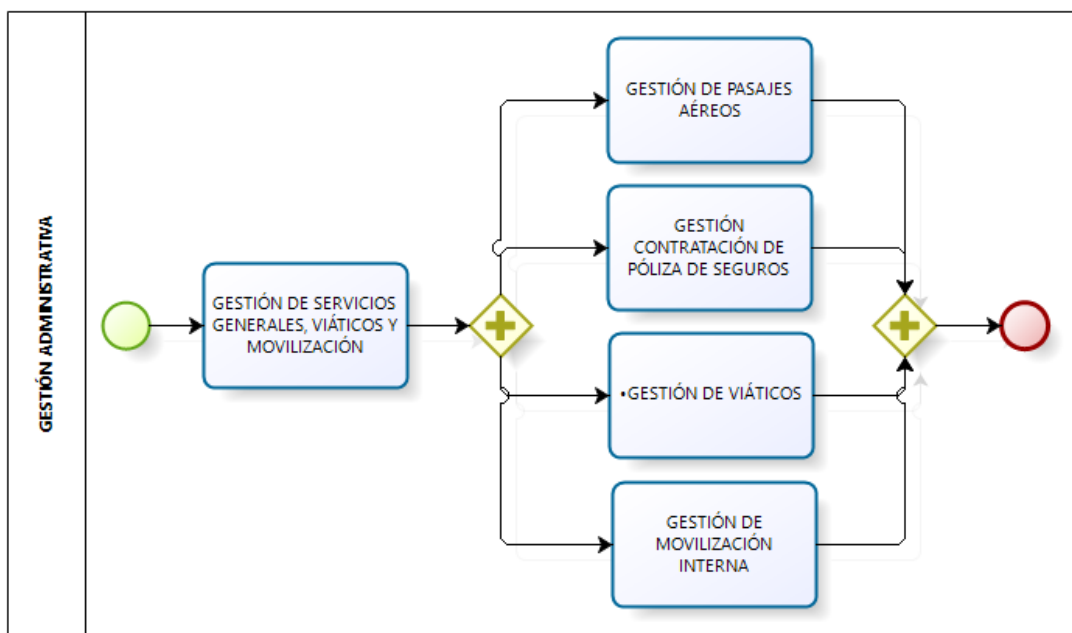 GESTIÓN ADMINISTRATIVA
GESTIÓN DE SERVICIOS
GENERALES, VIÁTICOS Y
MOVILIZACIÓN
GESTIÓN DE PASAJES
AÉREOS
GESTIÓN
CONTRATACIÓN DE
PÓLIZA DE SEGUROS
•GESTIÓN DE VIÁTICOS
GESTIÓN DE
MOVILIZACIÓN
INTERNA